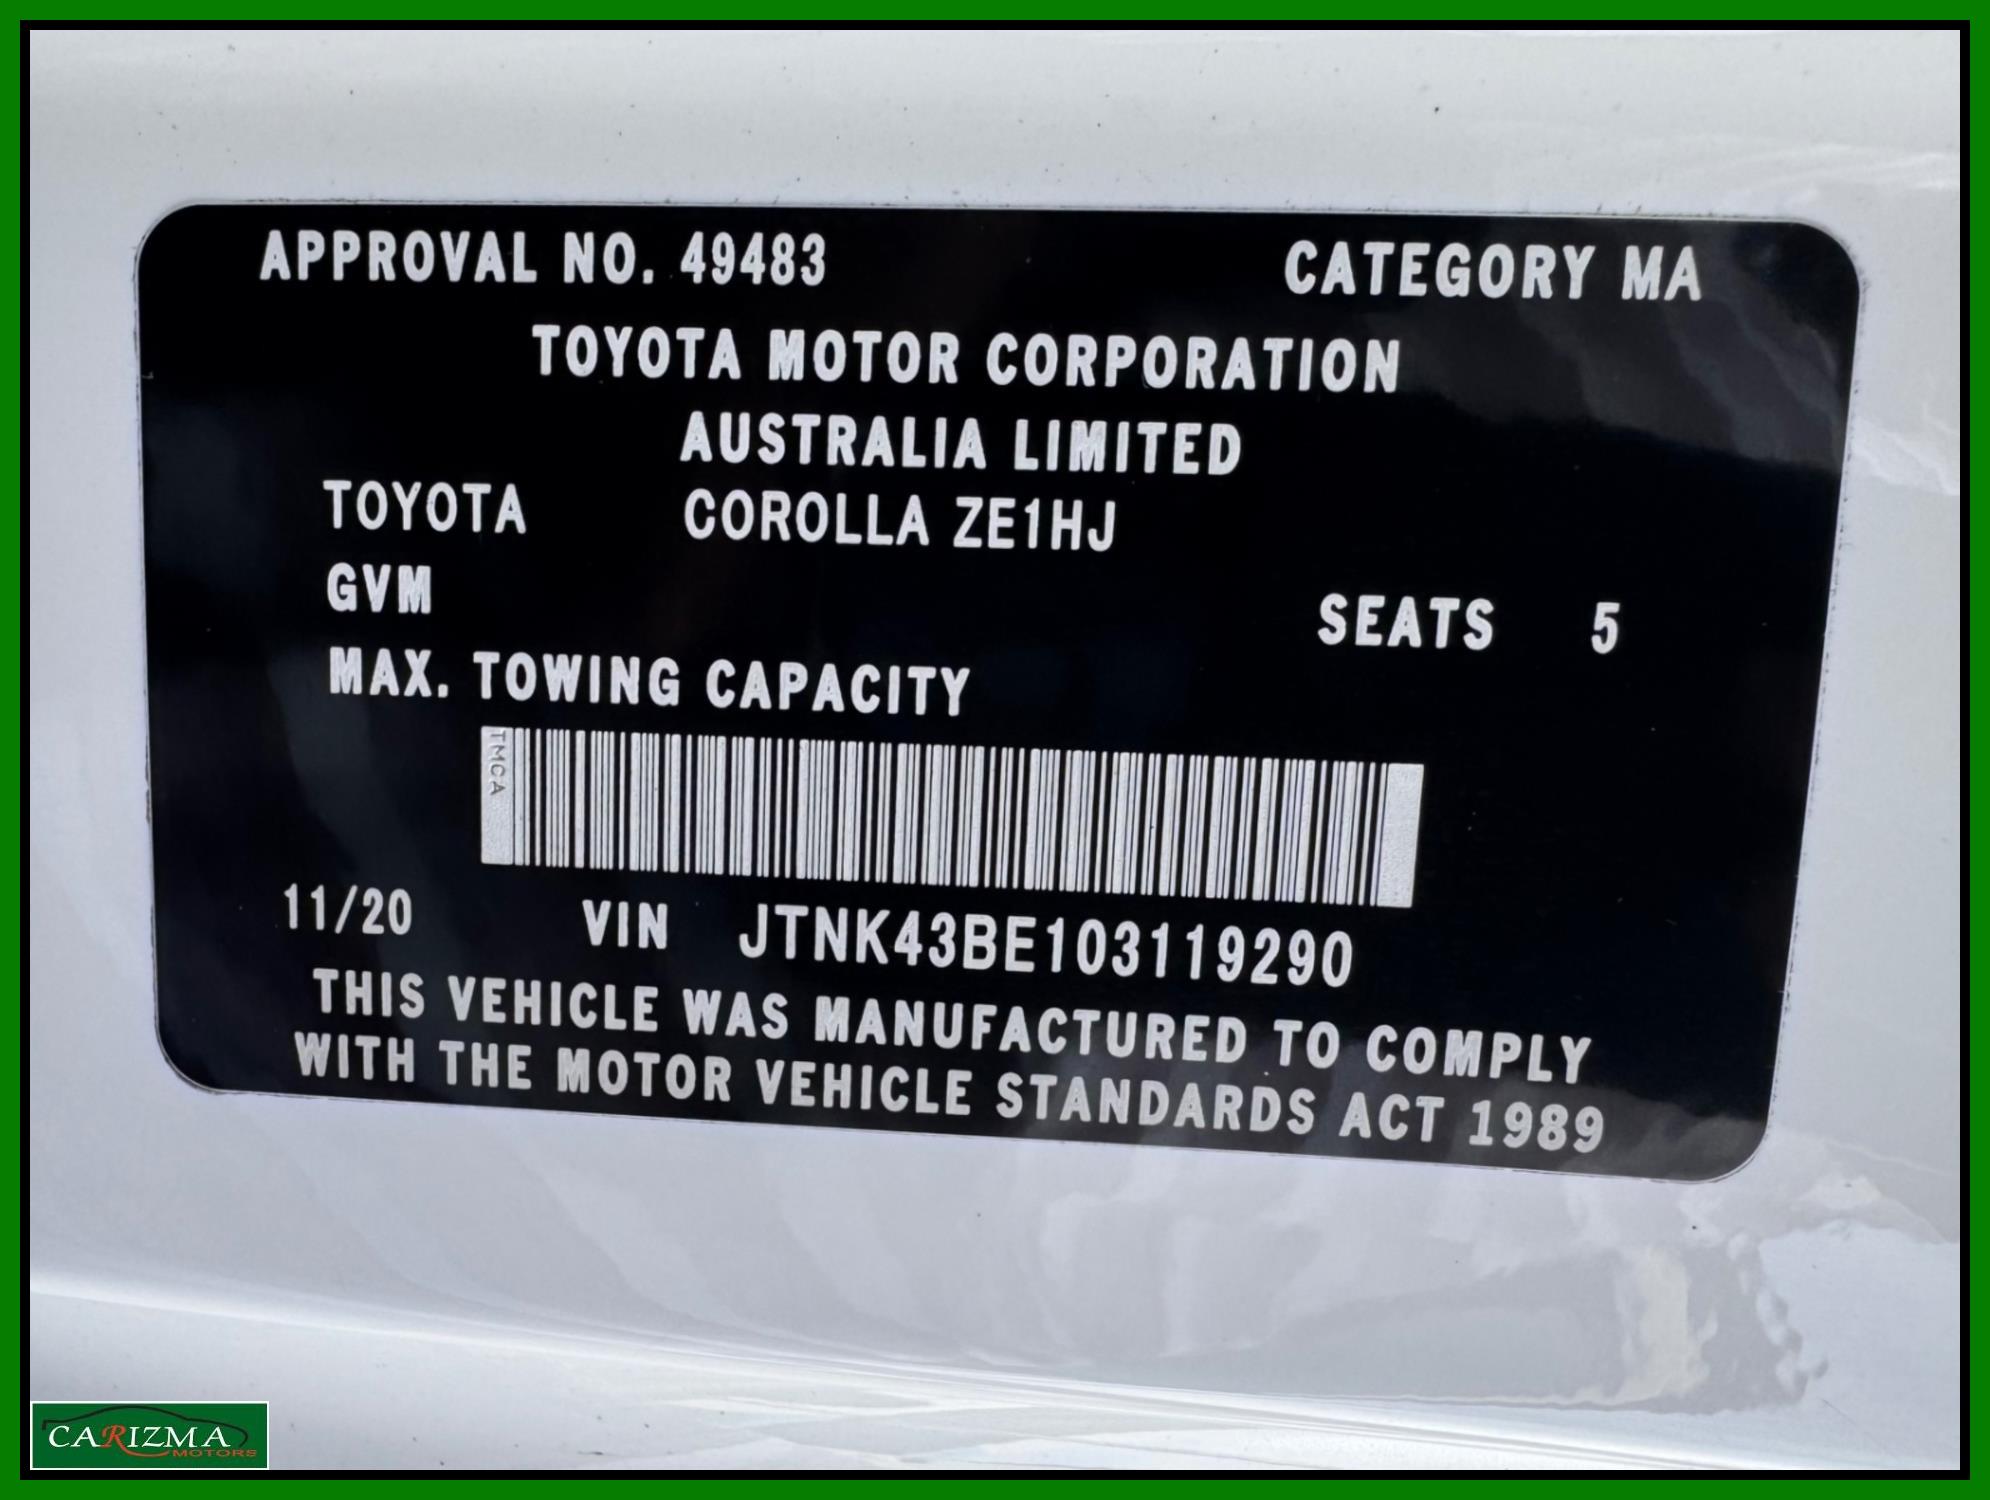 APPROVAL NO. 49483 CATEGORY MA
TOYOTA MOTOR CORPORATION
AUSTRALIA LIMITED
TOYOTA COROLLA ZE1HJ
GVM SEATS 5
MAX. TOWING CAPACITY
TMCA
11/20 VIN JTNK43BE103119290
THIS VEHICLE WAS MANUFACTURED TO COMPLY
WITH THE MOTOR VEHICLE STANDARDS ACT 1989
CARIZMA
MOTORS